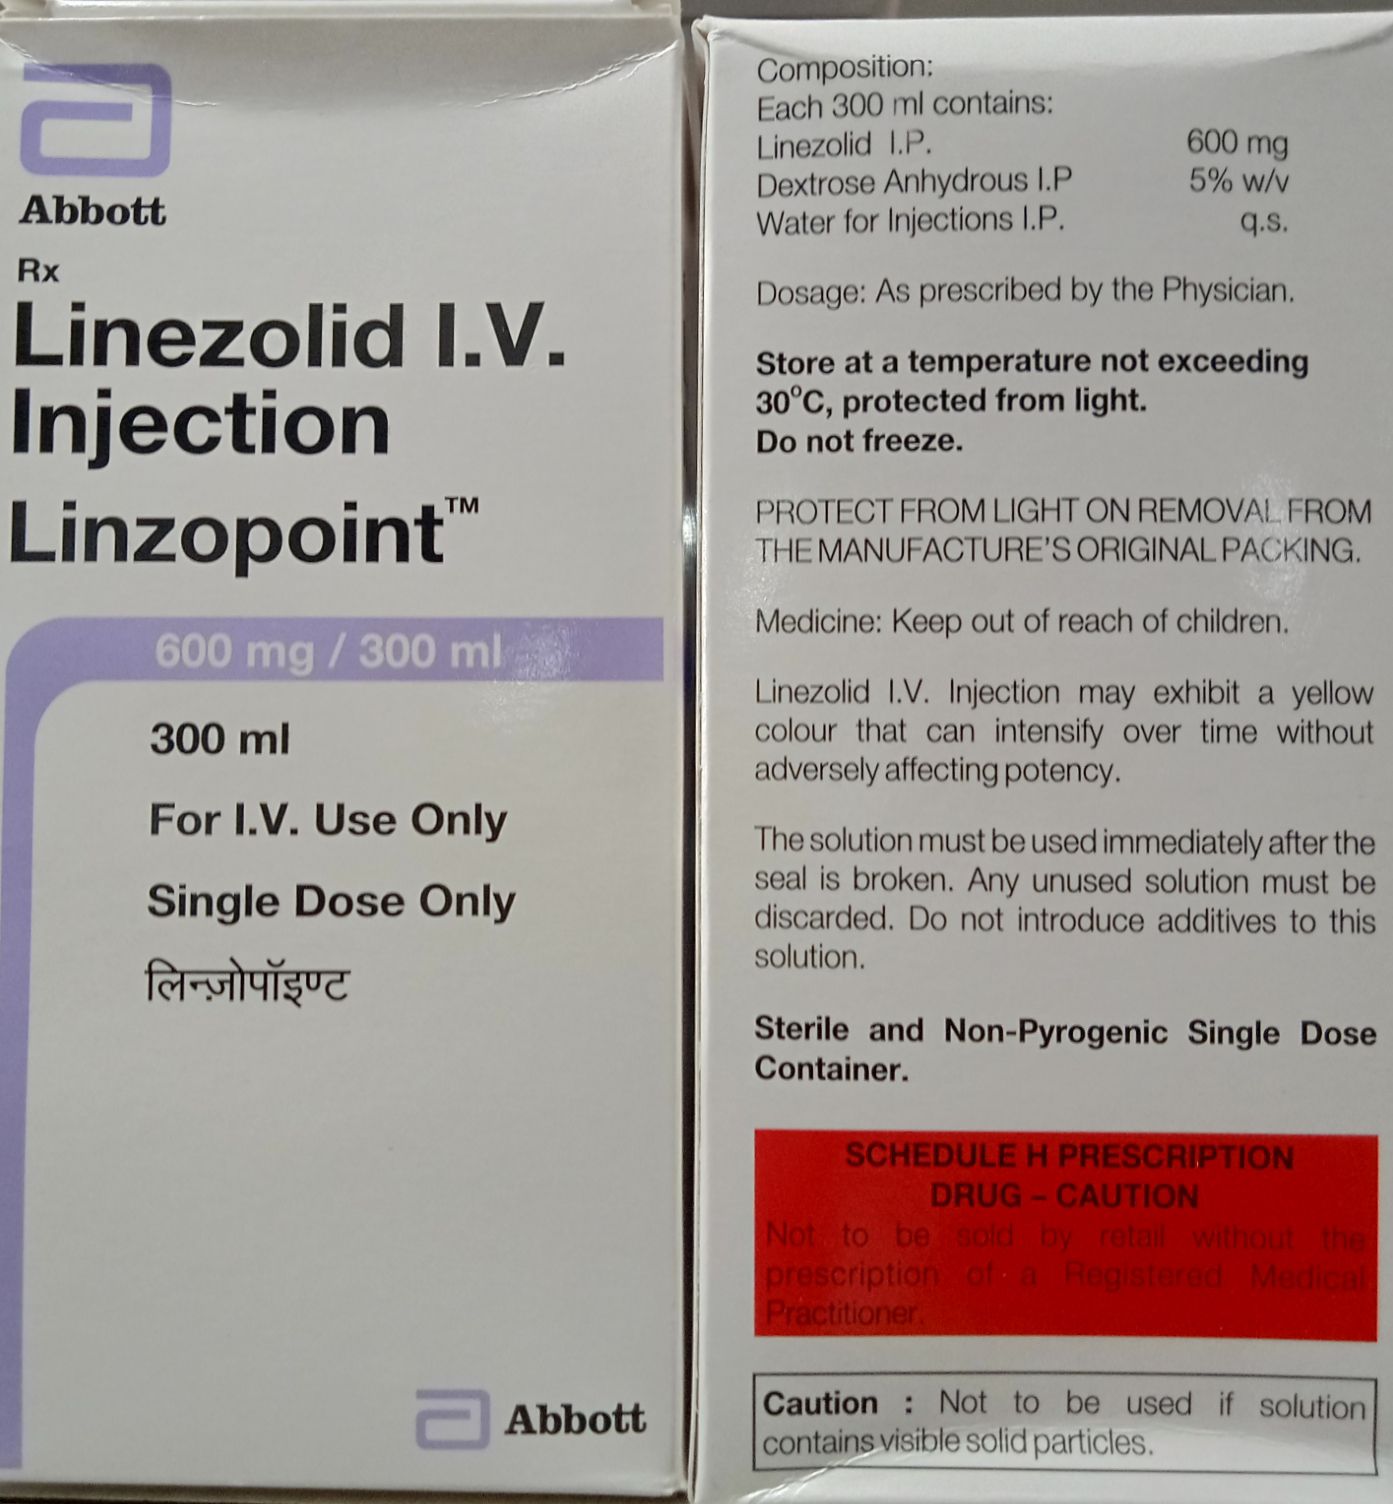 Abbott
Rx
Linezolid I.V.
Injection
Linzopoint™
600 mg / 300 ml
300 ml
For I.V. Use Only
Single Dose Only
लिन्ज़ोपॉइण्ट
Abbott
Composition:
Each 300 ml contains:
Linezolid I.P. 600 mg
Dextrose Anhydrous I.P 5% w/v
Water for Injections I.P. q.s.
Dosage: As prescribed by the Physician.
Store at a temperature not exceeding
30°C, protected from light.
Do not freeze.
PROTECT FROM LIGHT ON REMOVAL FROM
THE MANUFACTURE'S ORIGINAL PACKING.
Medicine: Keep out of reach of children.
Linezolid I.V. Injection may exhibit a yellow
colour that can intensify over time without
adversely affecting potency.
The solution must be used immediately after the
seal is broken. Any unused solution must be
discarded. Do not introduce additives to this
solution.
Sterile and Non-Pyrogenic Single Dose
Container.
SCHEDULE H PRESCRIPTION
DRUG – CAUTION
Not to be sold by retail without the
prescription of a Registered Medical
Practitioner.
Caution : Not to be used if solution
contains visible solid particles.